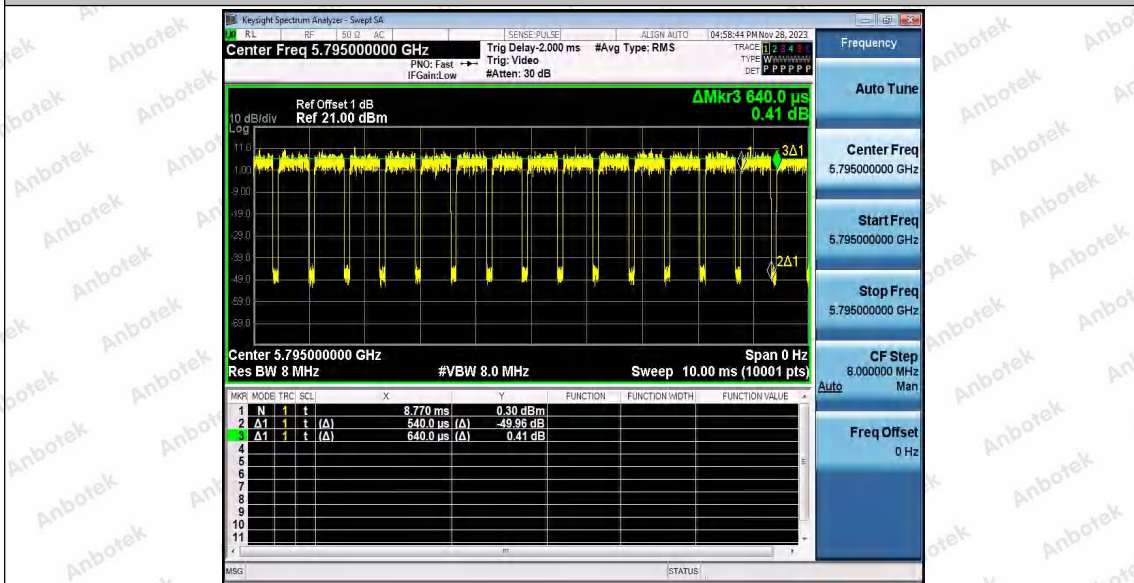 Keysight Spectrum Analyzer - Swept SA
RL RF 50 Ω AC SENSE:PULSE ALIGN AUTO 04:58:44 PM Nov 28, 2023
Center Freq 5.795000000 GHz
PNO: Fast
IFGain:Low
Trig Delay-2.000 ms
Trig: Video
#Atten: 30 dB
#Avg Type: RMS
TRACE 1 2 3 4 5 6
TYPE WWWWWW
DET P P P P P P
ΔMkr3 640.0 µs
0.41 dB
10 dB/div
Log
Ref Offset 1 dB
Ref 21.00 dBm
11.0
1.00
-9.00
-19.0
-29.0
-39.0
-49.0
-59.0
-69.0
1
3Δ1
2Δ1
Center 5.795000000 GHz
Span 0 Hz
Res BW 8 MHz
#VBW 8.0 MHz
Sweep 10.00 ms (10001 pts)
MKR MODE TRC SCL X Y FUNCTION FUNCTION WIDTH FUNCTION VALUE
1 N 1 t 8.770 ms 0.30 dBm
2 Δ1 1 t (Δ) 540.0 µs (Δ) -49.96 dB
3 Δ1 1 t (Δ) 640.0 µs (Δ) 0.41 dB
4
5
6
7
8
9
10
11
MSG
STATUS
Frequency
Auto Tune
Center Freq
5.795000000 GHz
Start Freq
5.795000000 GHz
Stop Freq
5.795000000 GHz
CF Step
8.000000 MHz
Auto Man
Freq Offset
0 Hz
Anbotek